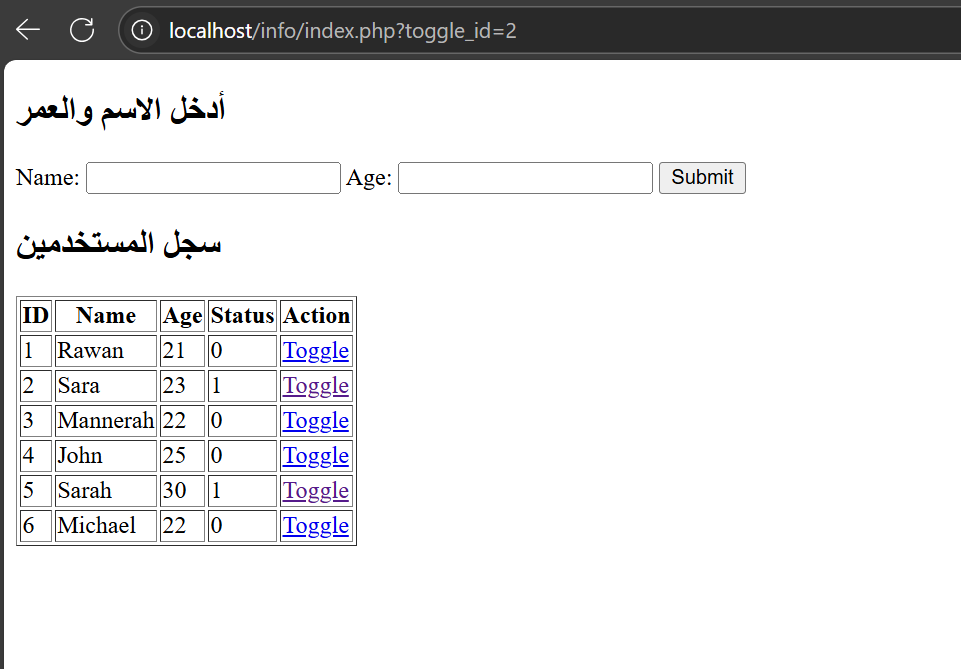 localhost/info/index.php?toggle_id=2
أدخل الاسم والعمر
Name: Age: Submit
سجل المستخدمين
ID Name Age Status Action
1 Rawan 21 0 Toggle
2 Sara 23 1 Toggle
3 Mannerah 22 0 Toggle
4 John 25 0 Toggle
5 Sarah 30 1 Toggle
6 Michael 22 0 Toggle